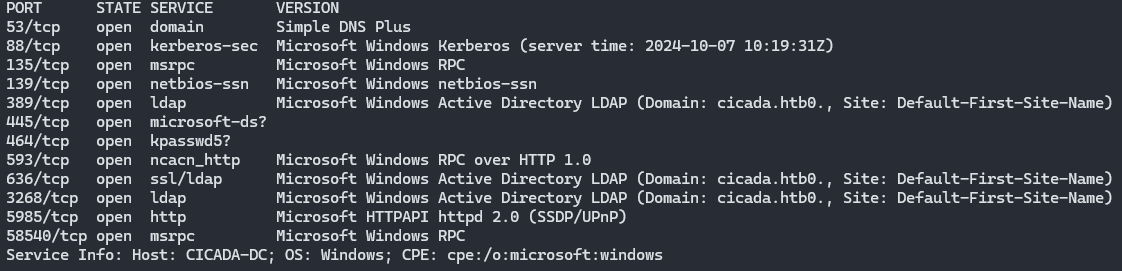 PORT      STATE SERVICE       VERSION
53/tcp    open  domain        Simple DNS Plus
88/tcp    open  kerberos-sec  Microsoft Windows Kerberos (server time: 2024-10-07 10:19:31Z)
135/tcp   open  msrpc         Microsoft Windows RPC
139/tcp   open  netbios-ssn   Microsoft Windows netbios-ssn
389/tcp   open  ldap          Microsoft Windows Active Directory LDAP (Domain: cicada.htb0., Site: Default-First-Site-Name)
445/tcp   open  microsoft-ds?
464/tcp   open  kpasswd5?
593/tcp   open  ncacn_http    Microsoft Windows RPC over HTTP 1.0
636/tcp   open  ssl/ldap      Microsoft Windows Active Directory LDAP (Domain: cicada.htb0., Site: Default-First-Site-Name)
3268/tcp  open  ldap          Microsoft Windows Active Directory LDAP (Domain: cicada.htb0., Site: Default-First-Site-Name)
5985/tcp  open  http          Microsoft HTTPAPI httpd 2.0 (SSDP/UPnP)
58540/tcp open  msrpc         Microsoft Windows RPC
Service Info: Host: CICADA-DC; OS: Windows; CPE: cpe:/o:microsoft:windows